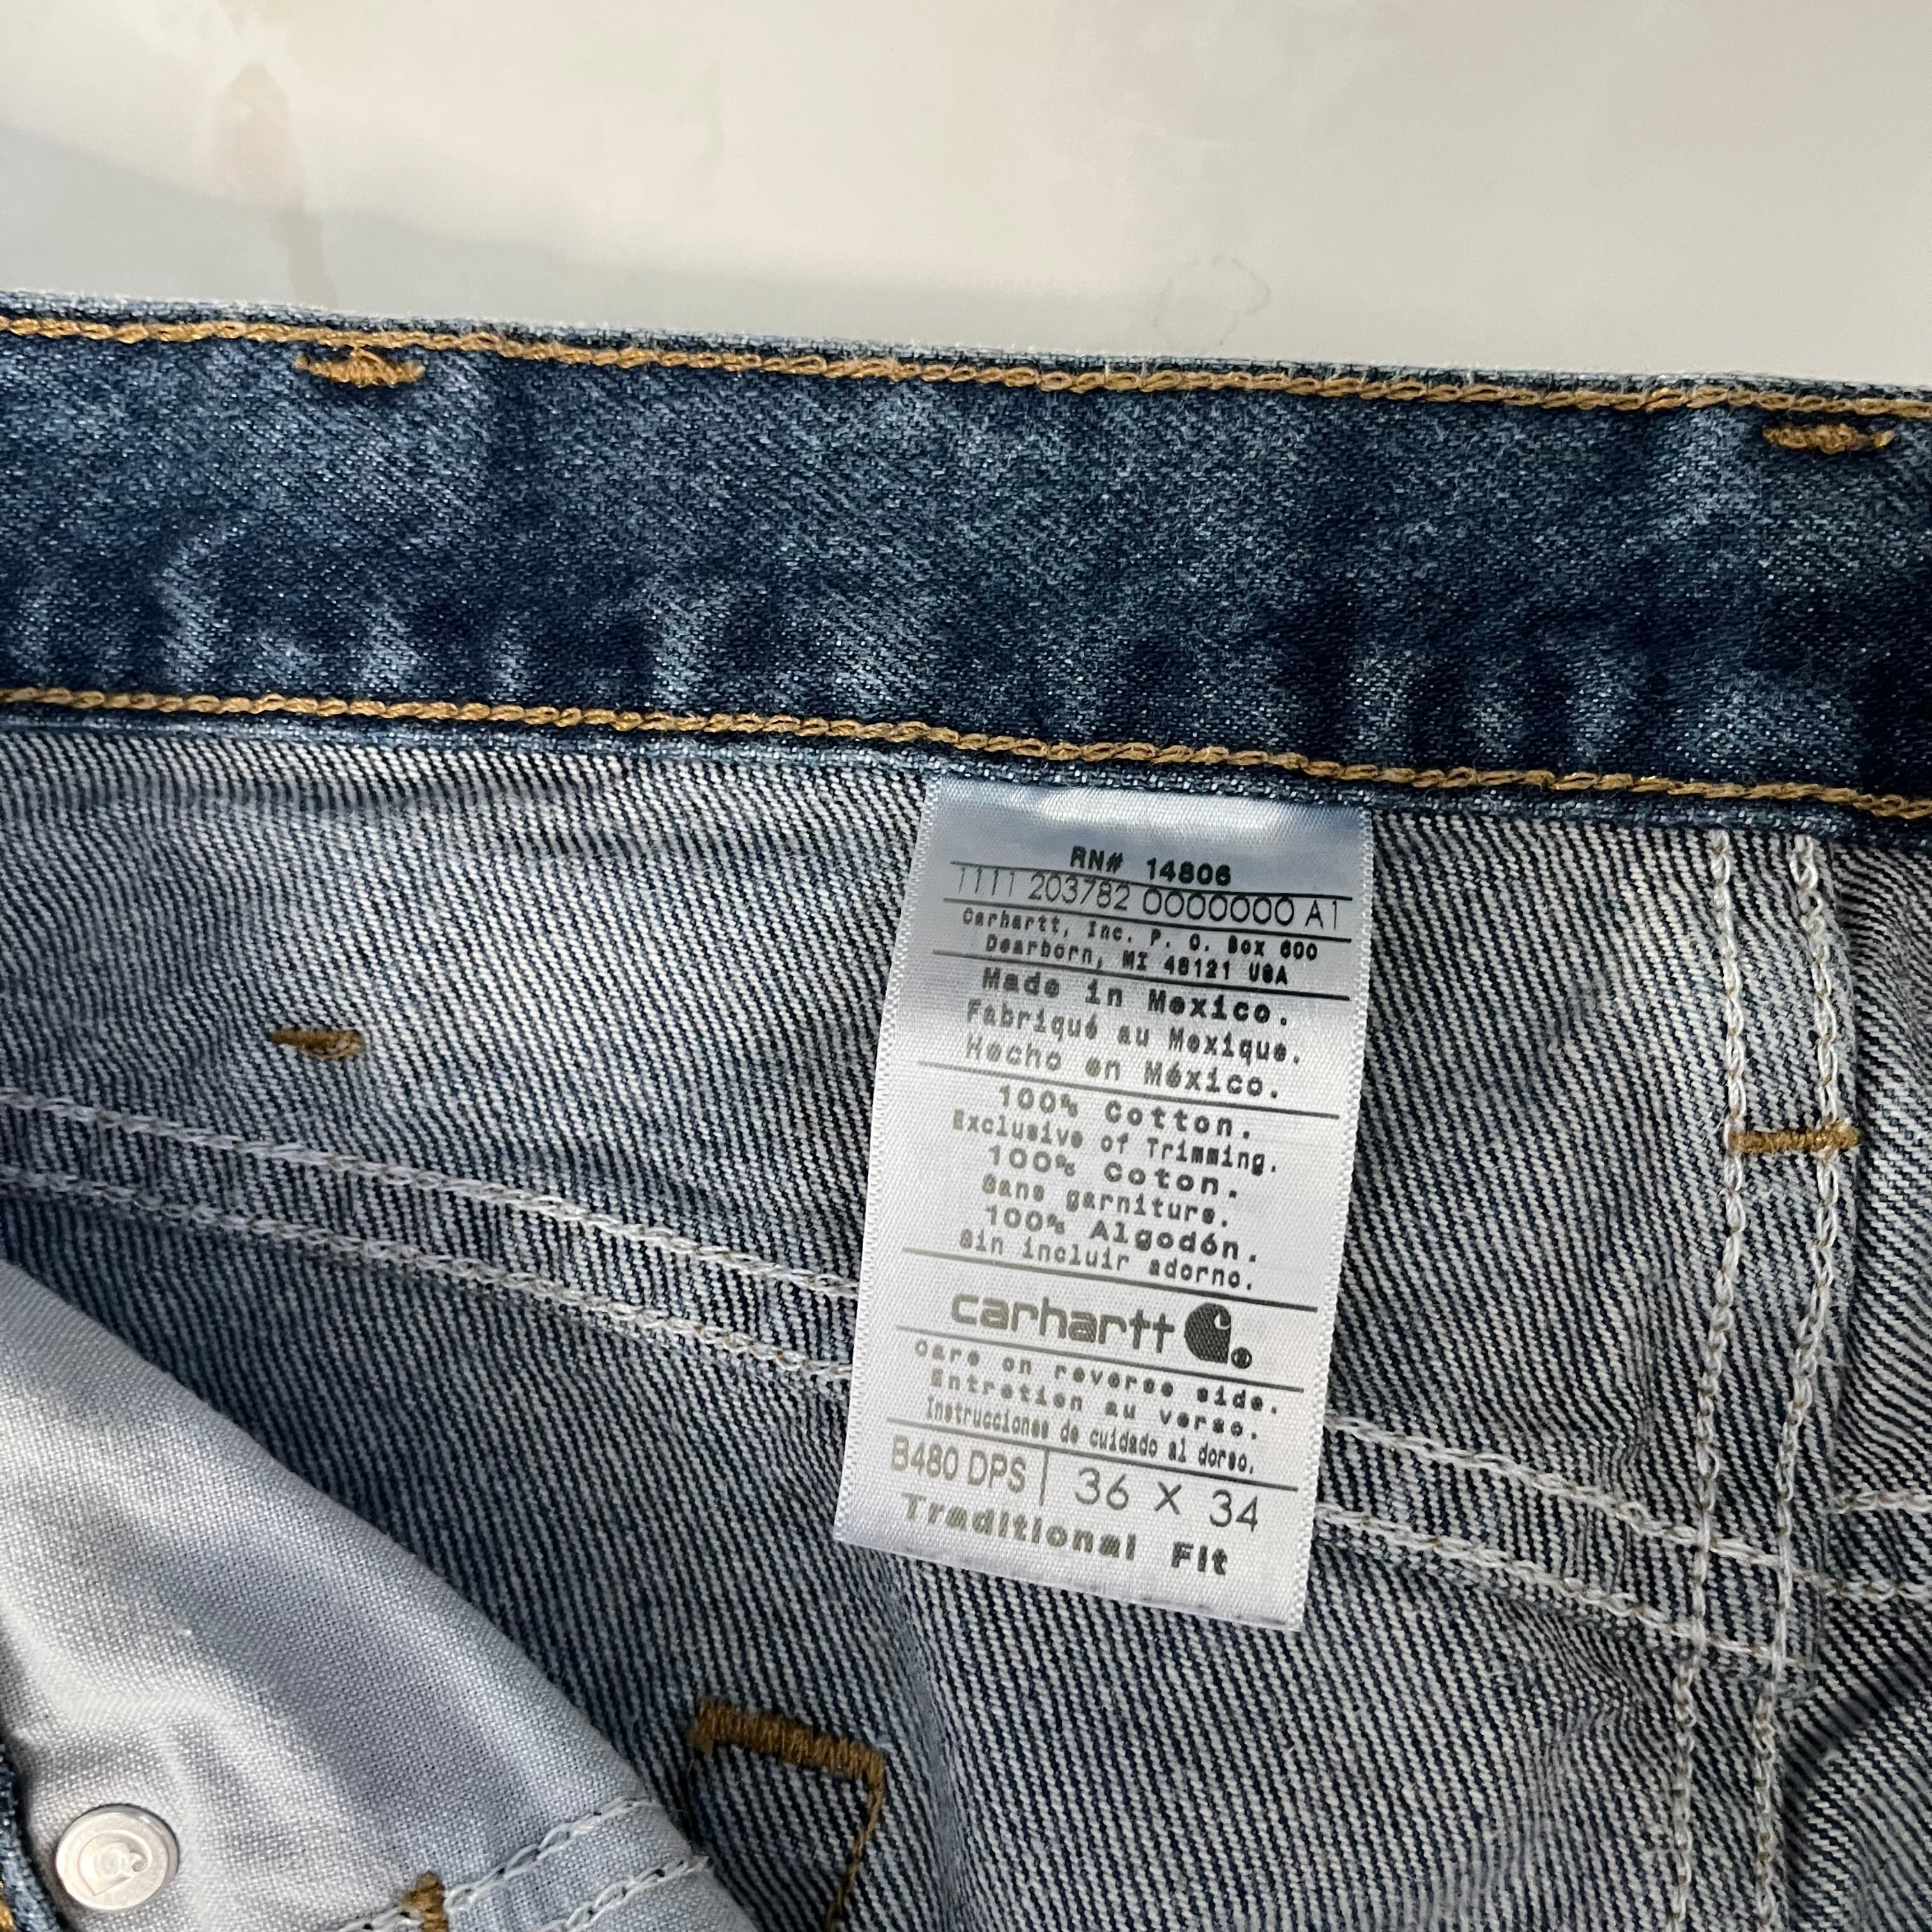 RN# 14806
1111 203782 0000000 A1
Carhartt, Inc. P. O. Box 600
Dearborn, MI 48121 USA
Made in Mexico.
Fabriqué au Mexique.
Hecho en México.
100% Cotton.
Exclusive of Trimming.
100% Coton.
Sans garniture.
100% Algodón.
Sin incluir adorno.
carhartt ®
Care on reverse side.
Entretien au verso.
Instrucciones de cuidado al dorso.
B480 DPS 36 X 34
Traditional Fit